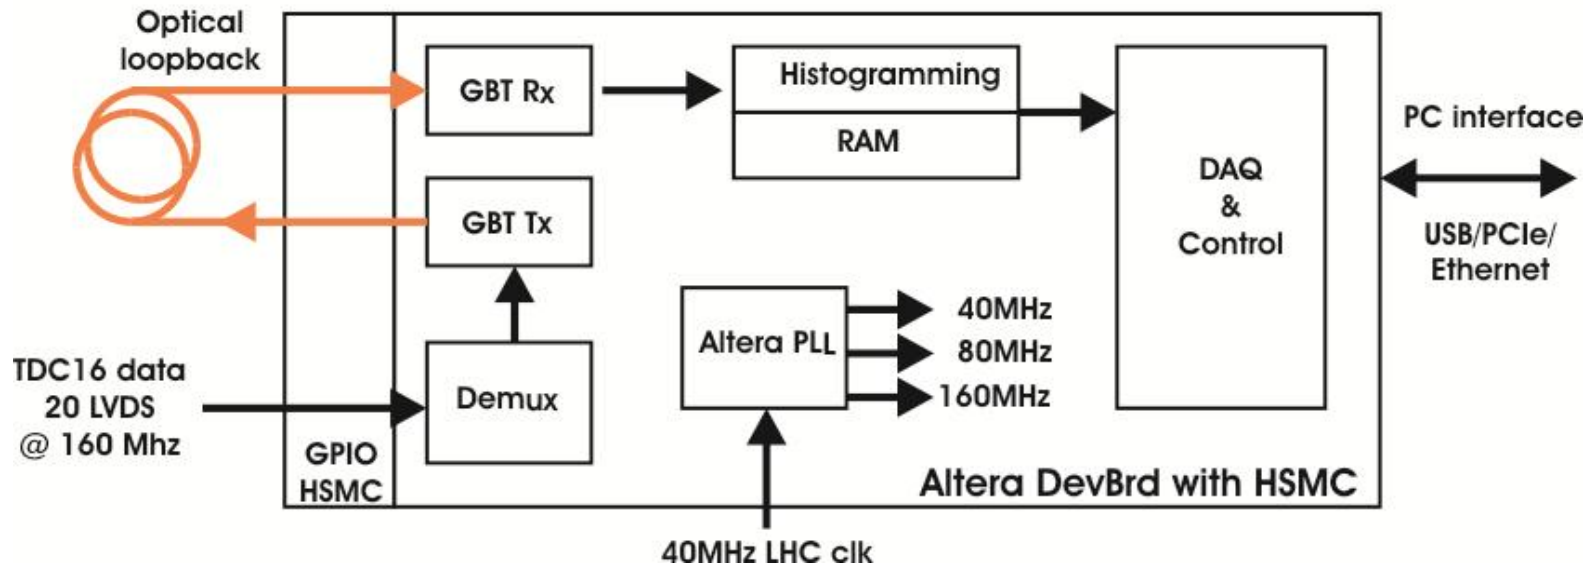 Optical
loopback
GBT Rx
Histogramming
RAM
DAQ
&
Control
PC interface
USB/PCIe/
Ethernet
GBT Tx
Altera PLL
40MHz
80MHz
160MHz
TDC16 data
20 LVDS
@ 160 Mhz
Demux
GPIO
HSMC
Altera DevBrd with HSMC
40MHz LHC clk